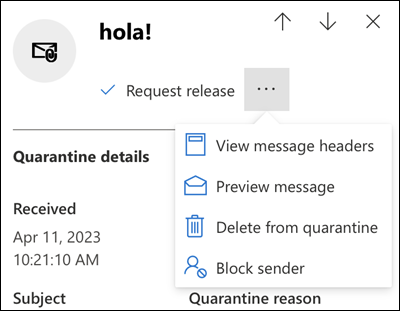 hola!
Request release
View message headers
Preview message
Delete from quarantine
Block sender
Quarantine details
Received
Apr 11, 2023
10:21:10 AM
Subject
Quarantine reason